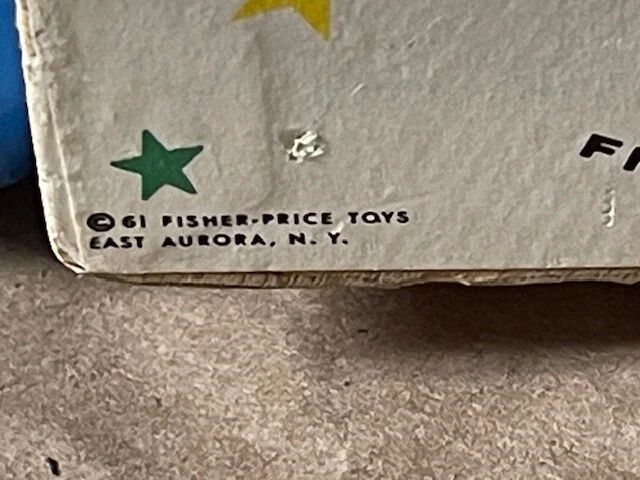 © 61 FISHER-PRICE TOYS
EAST AURORA, N. Y.